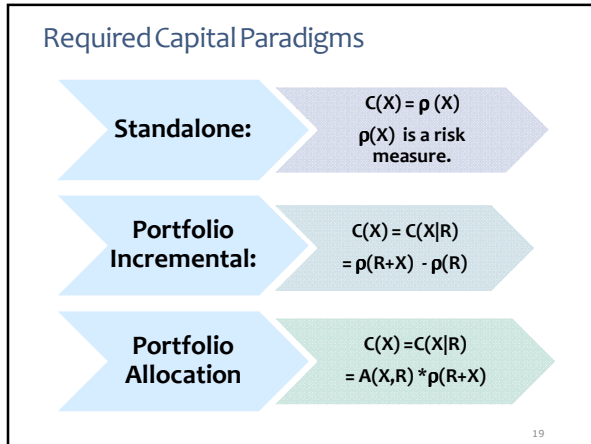 Required Capital Paradigms
Standalone:
C(X) = ρ (X)
ρ(X) is a risk
measure.
Portfolio
Incremental:
C(X) = C(X|R)
= ρ(R+X) - ρ(R)
Portfolio
Allocation
C(X) =C(X|R)
= A(X,R) *ρ(R+X)
19